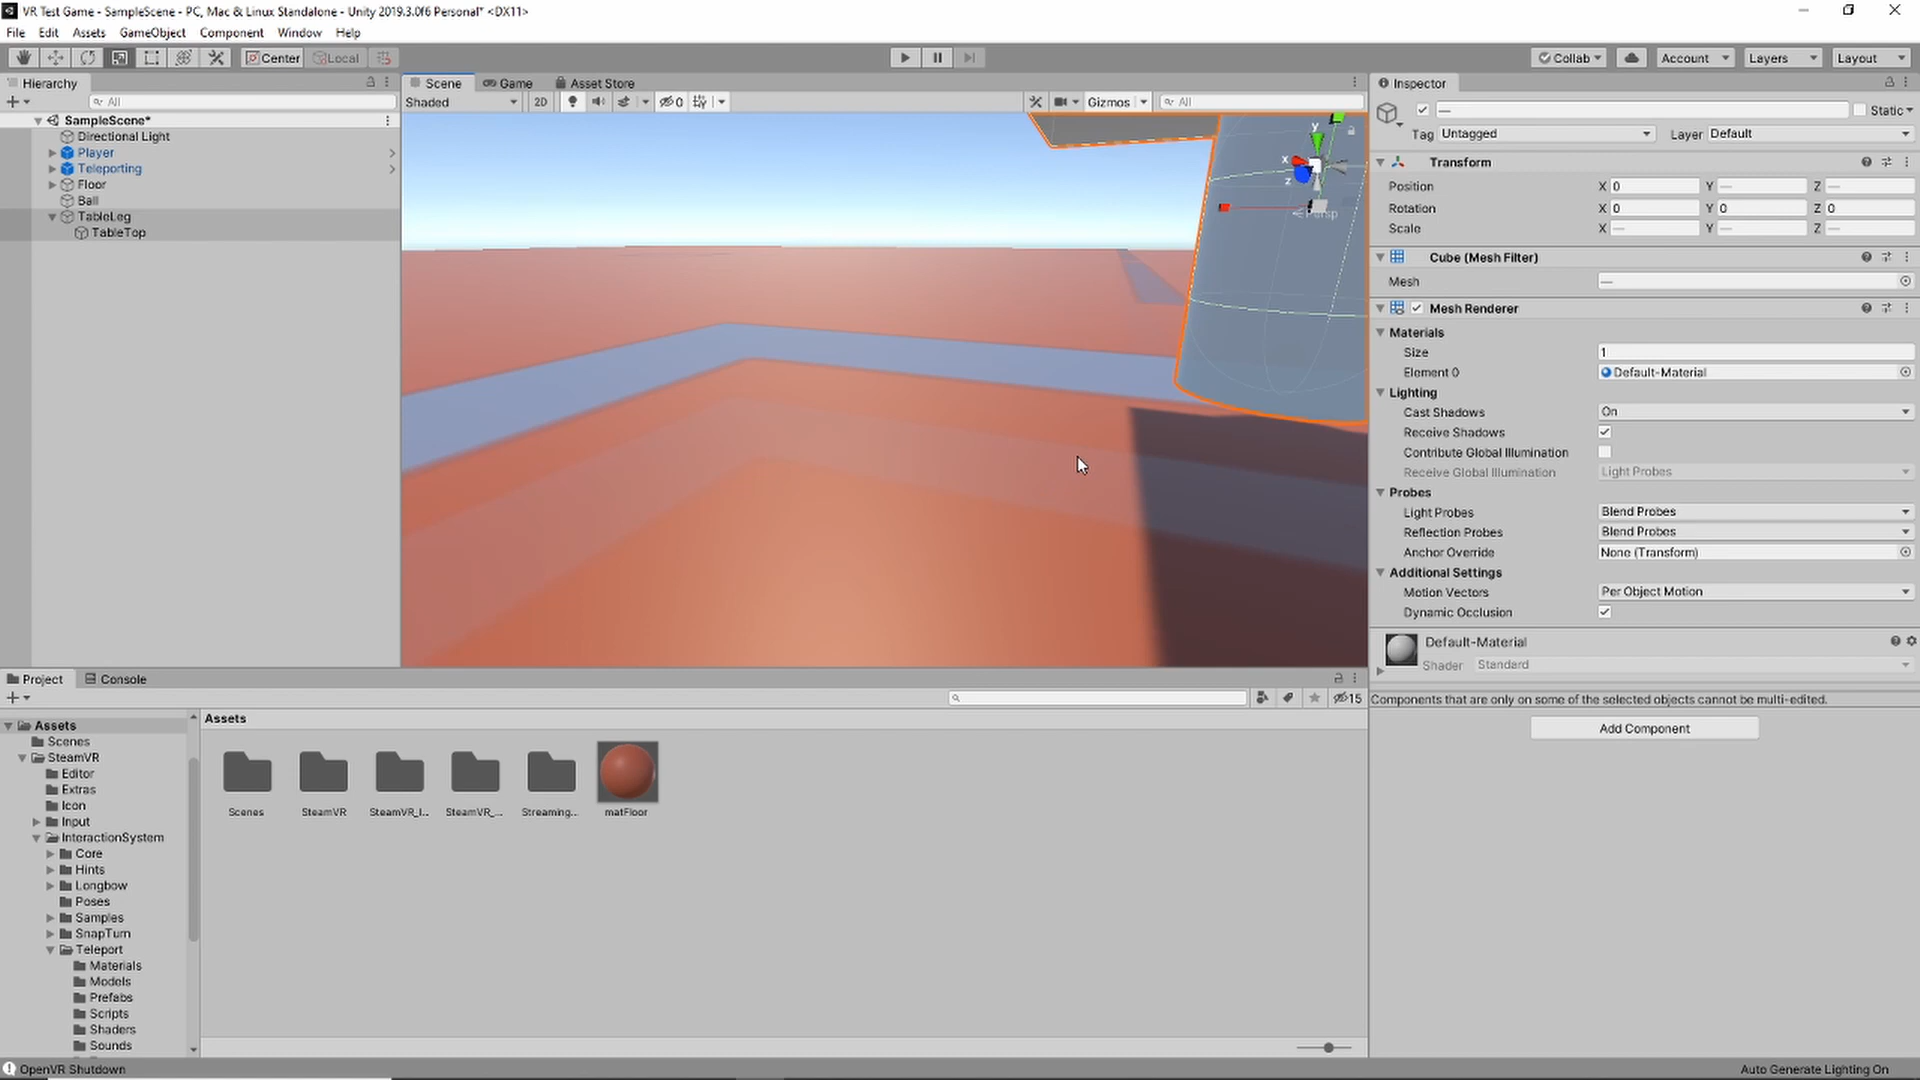 VR Test Game - SampleScene - PC, Mac & Linux Standalone - Unity 2019.3.0f6 Personal* <DX11>
File Edit Assets GameObject Component Window Help
Center Local
Collab Account Layers Layout
Hierarchy
All
SampleScene*
Directional Light
Player
Teleporting
Floor
Ball
TableLeg
TableTop
Scene Game Asset Store
Shaded 2D 0 Gizmos All
y
x
z
Persp
Inspector
— Static
Tag Untagged Layer Default
Transform
Position X 0 Y — Z —
Rotation X 0 Y 0 Z 0
Scale X — Y — Z —
Cube (Mesh Filter)
Mesh —
Mesh Renderer
Materials
Size 1
Element 0 Default-Material
Lighting
Cast Shadows On
Receive Shadows
Contribute Global Illumination
Receive Global Illumination Light Probes
Probes
Light Probes Blend Probes
Reflection Probes Blend Probes
Anchor Override None (Transform)
Additional Settings
Motion Vectors Per Object Motion
Dynamic Occlusion
Default-Material
Shader Standard
Components that are only on some of the selected objects cannot be multi-edited.
Add Component
Project Console
15
Assets
Scenes
SteamVR
Editor
Extras
Icon
Input
InteractionSystem
Core
Hints
Longbow
Poses
Samples
SnapTurn
Teleport
Materials
Models
Prefabs
Scripts
Shaders
Sounds
Assets
Scenes SteamVR SteamVR_I... SteamVR_... Streaming... matFloor
OpenVR Shutdown
Auto Generate Lighting On